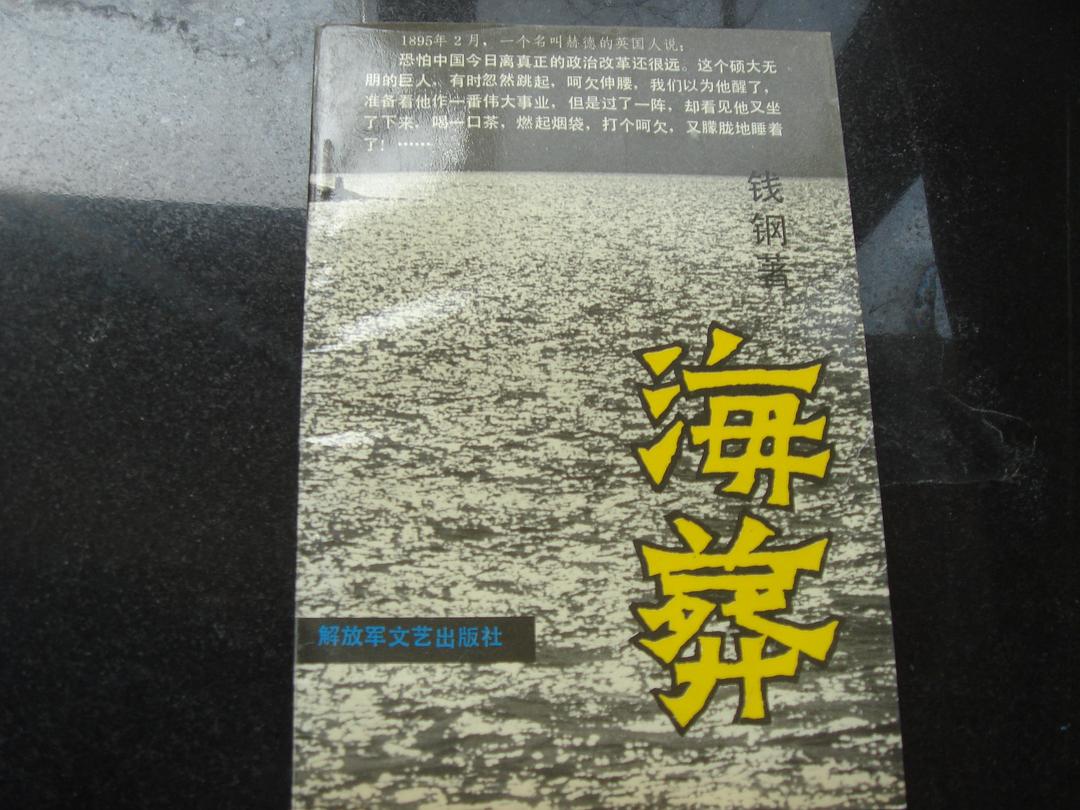 1895年2月，一个名叫赫德的英国人说：
恐怕中国今日离真正的政治改革还很远。这个硕大无
朋的巨人，有时忽然跳起，呵欠伸腰，我们以为他醒了，
准备看他作一番伟大事业，但是过了一阵，却看见他又坐
了下来，喝一口茶，燃起烟袋，打个呵欠，又朦胧地睡着
了！……
钱钢著
海葬
解放军文艺出版社